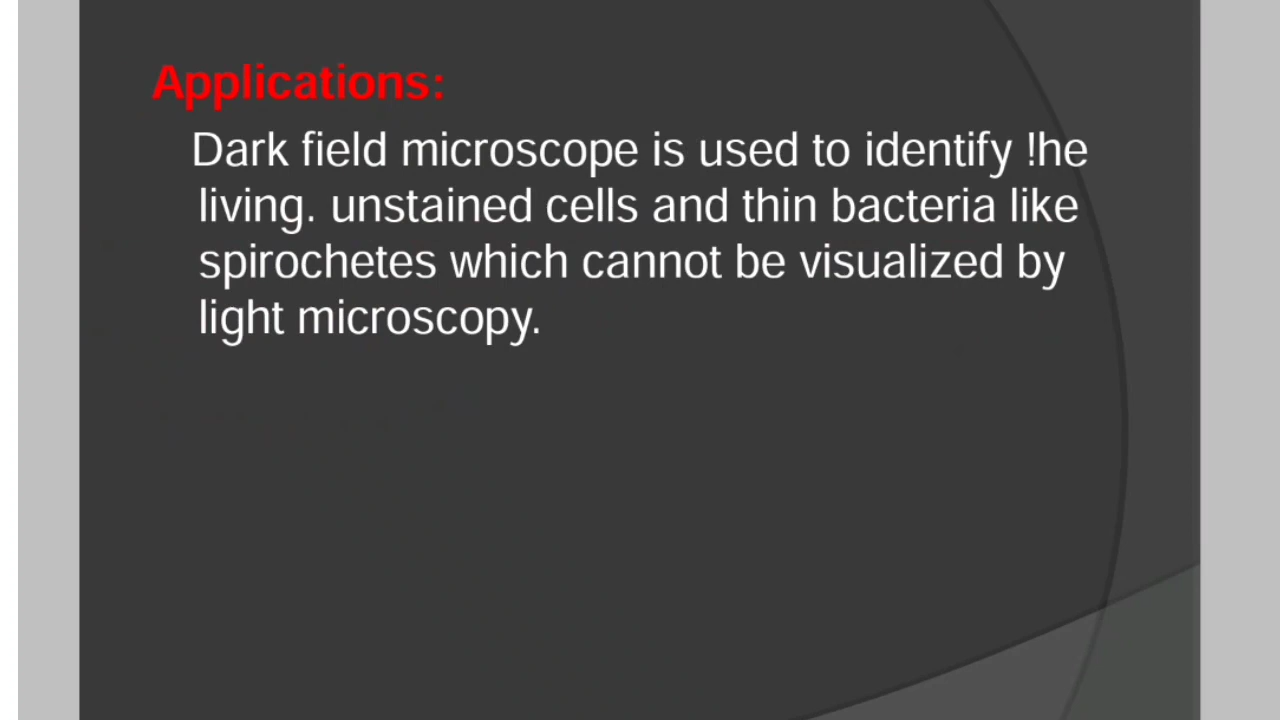 Applications:
Dark field microscope is used to identify !he
living. unstained cells and thin bacteria like
spirochetes which cannot be visualized by
light microscopy.